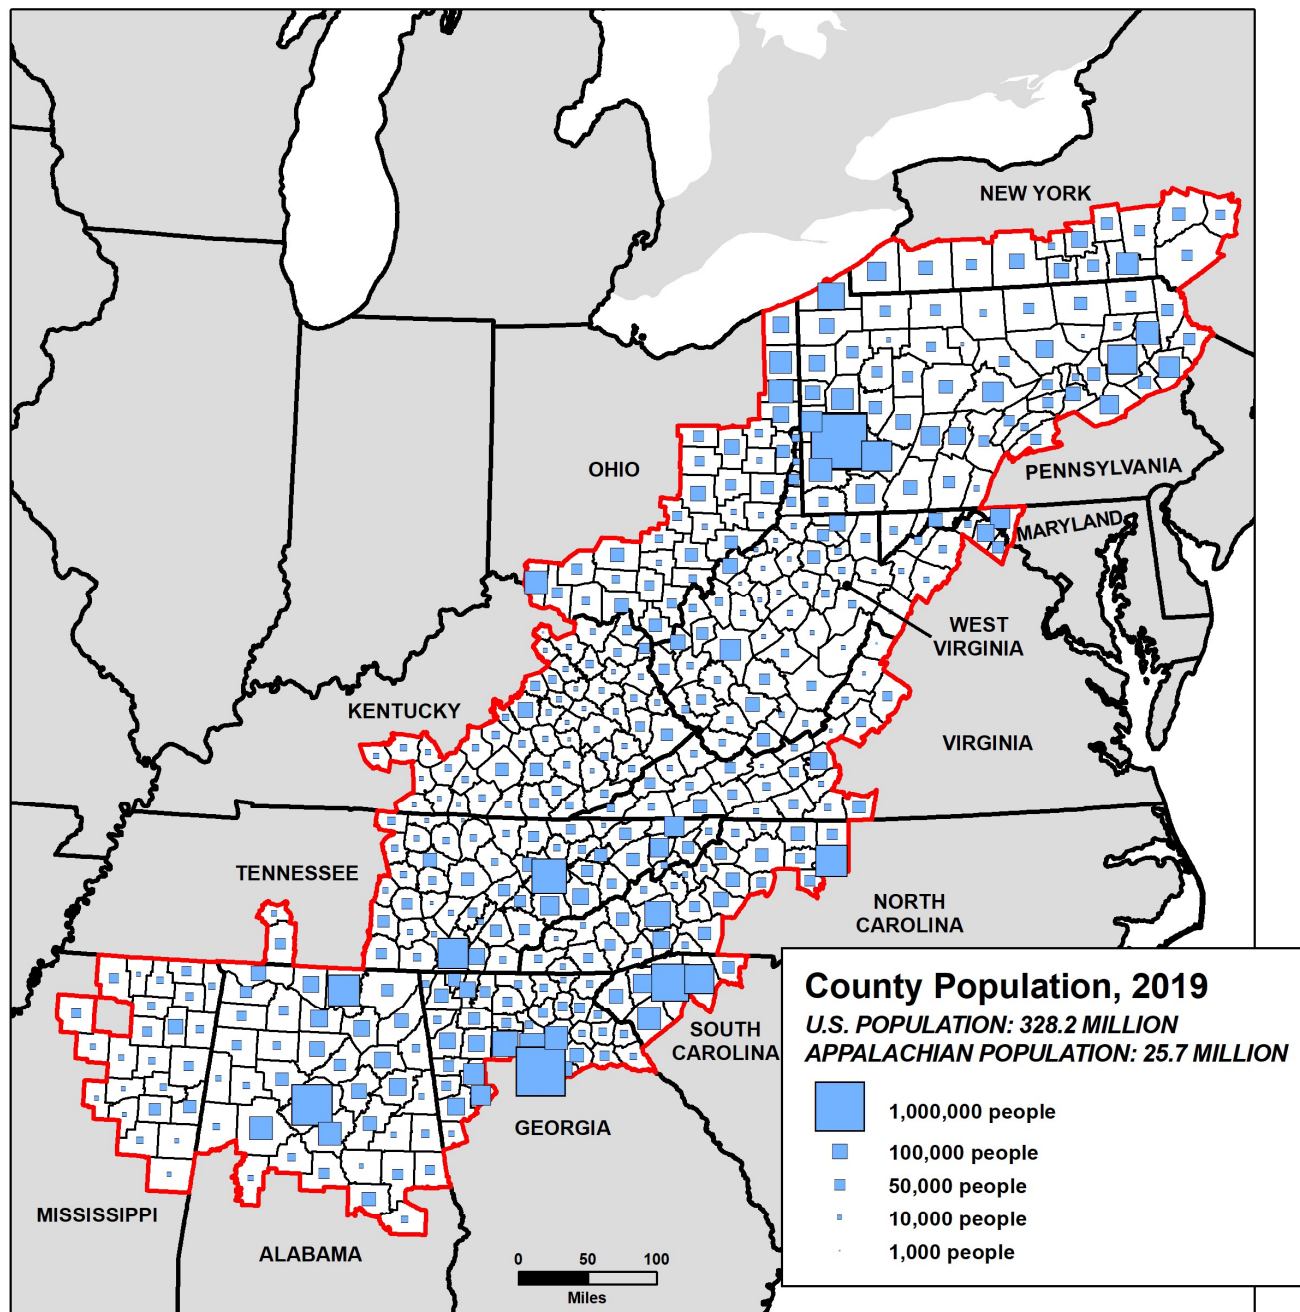 NEW YORK
OHIO
PENNSYLVANIA
MARYLAND
WEST
VIRGINIA
KENTUCKY
VIRGINIA
TENNESSEE
NORTH
CAROLINA
County Population, 2019
U.S. POPULATION: 328.2 MILLION
APPALACHIAN POPULATION: 25.7 MILLION
SOUTH
CAROLINA
1,000,000 people
GEORGIA
100,000 people
50,000 people
MISSISSIPPI
10,000 people
ALABAMA
1,000 people
0 50 100
Miles